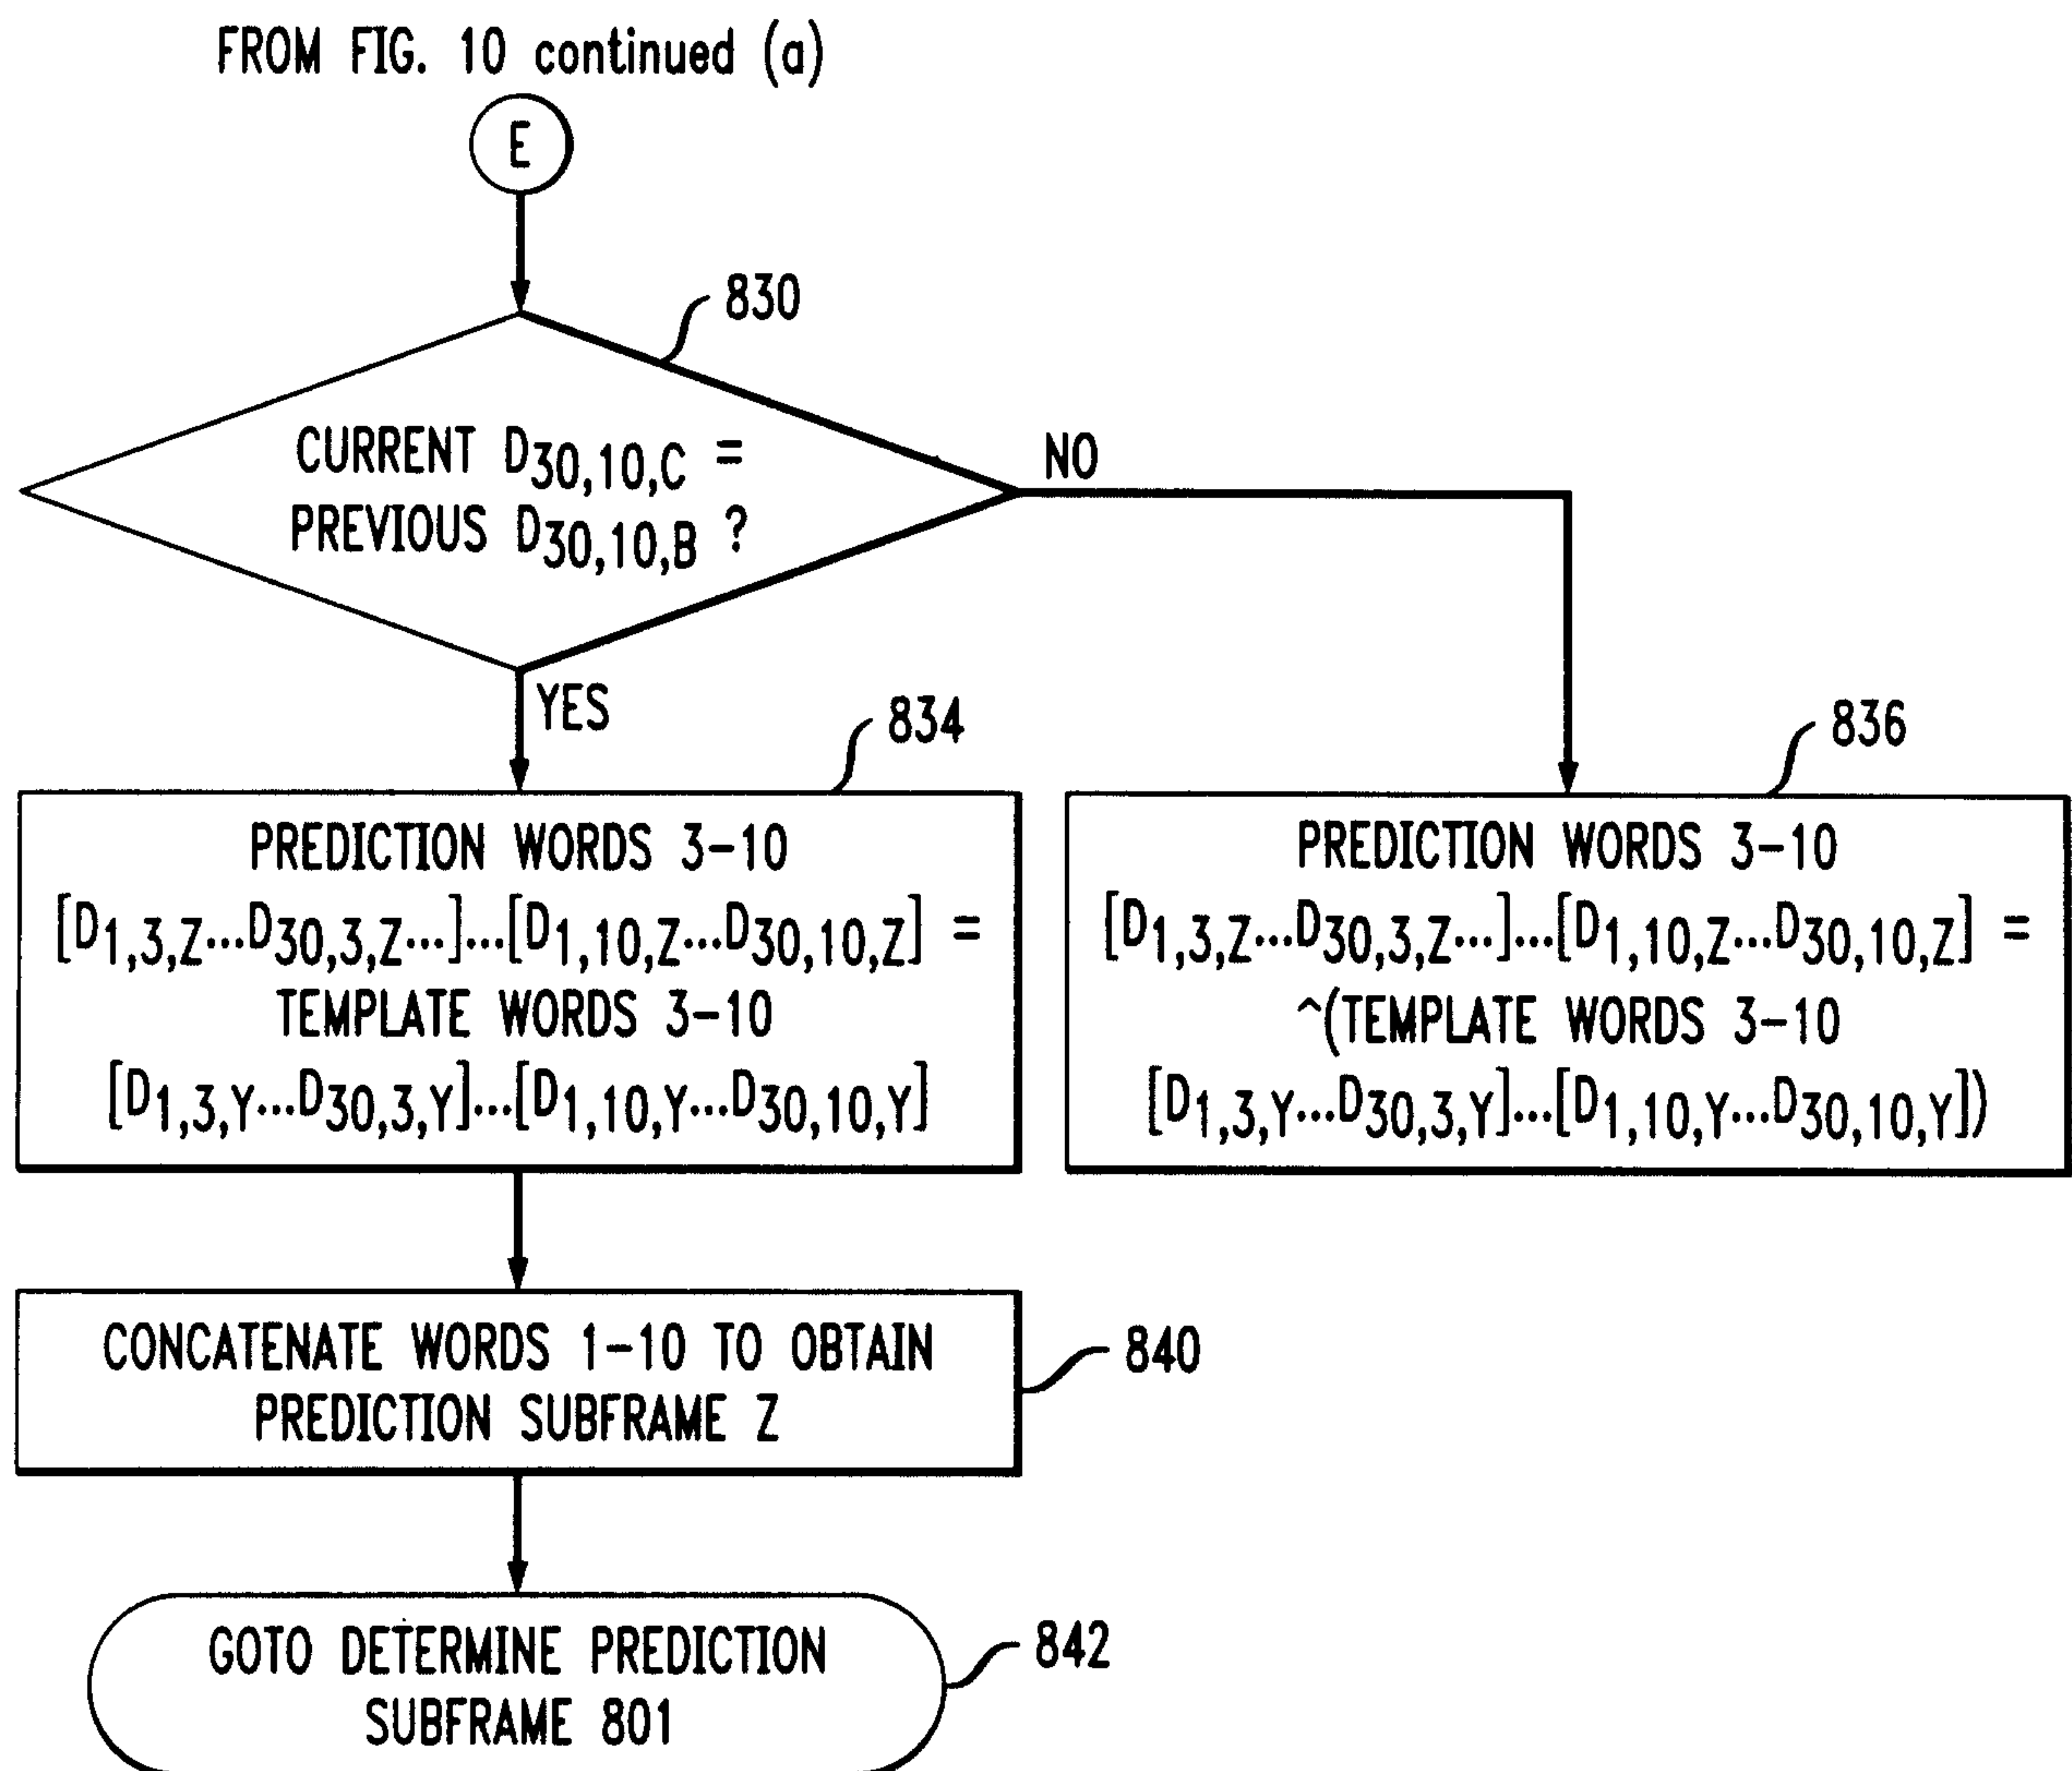 FROM FIG. 10 continued (a)
E
830
CURRENT D30,10,C =
PREVIOUS D30,10,B ?
NO
YES
834
PREDICTION WORDS 3-10
[D1,3,Z...D30,3,Z...]...[D1,10,Z...D30,10,Z] =
TEMPLATE WORDS 3-10
[D1,3,Y...D30,3,Y]...[D1,10,Y...D30,10,Y]
836
PREDICTION WORDS 3-10
[D1,3,Z...D30,3,Z...]...[D1,10,Z...D30,10,Z] =
^(TEMPLATE WORDS 3-10
[D1,3,Y...D30,3,Y]...[D1,10,Y...D30,10,Y])
CONCATENATE WORDS 1-10 TO OBTAIN
PREDICTION SUBFRAME Z
840
GOTO DETERMINE PREDICTION
SUBFRAME 801
842